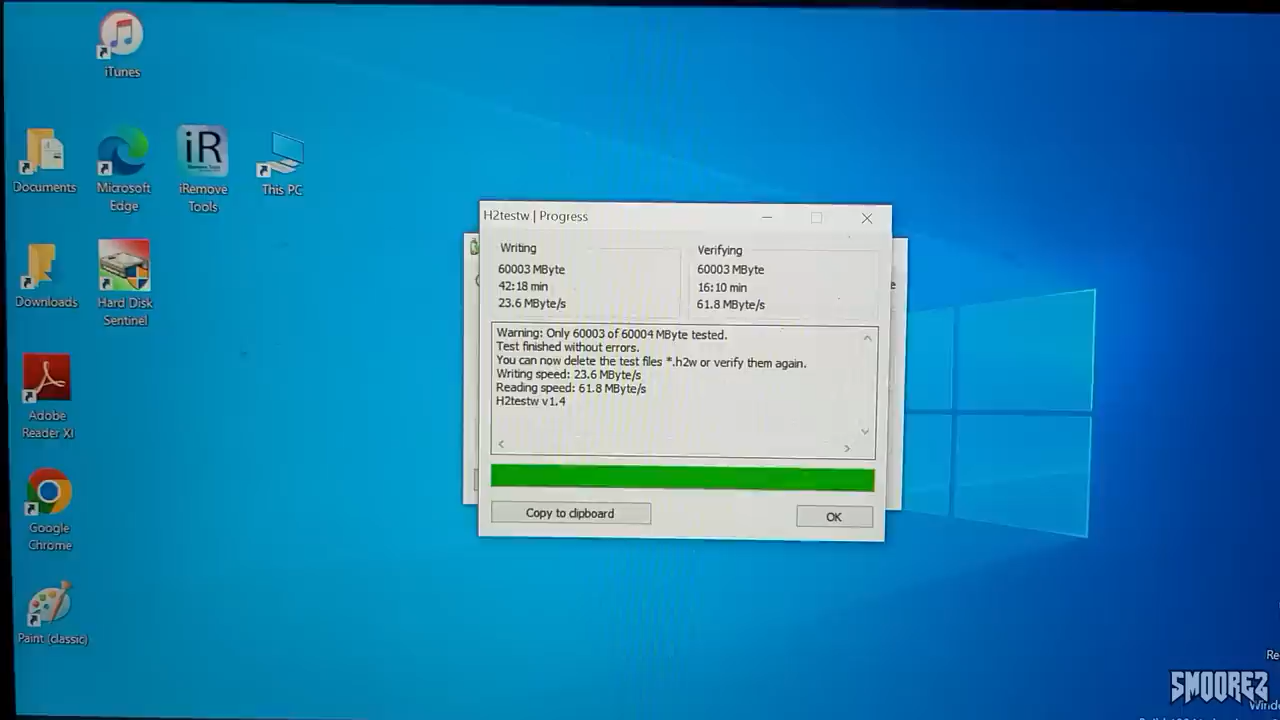 iTunes
Documents
Microsoft
Edge
iR
iRemove
Tools
This PC
Downloads
Hard Disk
Sentinel
Adobe
Reader XI
Google
Chrome
Paint (classic)
H2testw | Progress
Writing
60003 MByte
42:18 min
23.6 MByte/s
Verifying
60003 MByte
16:10 min
61.8 MByte/s
Warning: Only 60003 of 60004 MByte tested.
Test finished without errors.
You can now delete the test files *.h2w or verify them again.
Writing speed: 23.6 MByte/s
Reading speed: 61.8 MByte/s
H2testw v1.4
Copy to clipboard
OK
Re
SMOOREZ
Windo